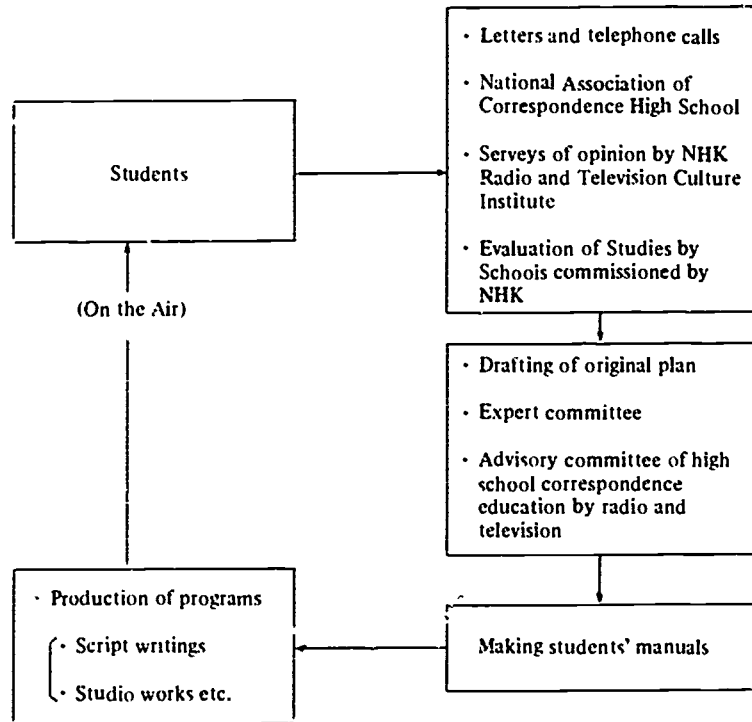 Students
· Letters and telephone calls
· National Association of
Correspondence High School
· Serveys of opinion by NHK
Radio and Television Culture
Institute
· Evaluation of Studies by
Schoois commissioned by
NHK
· Drafting of original plan
· Expert committee
· Advisory committee of high
school correspondence
education by radio and
television
Making students' manuals
· Production of programs
· Script writings
· Studio works etc.
(On the Air)